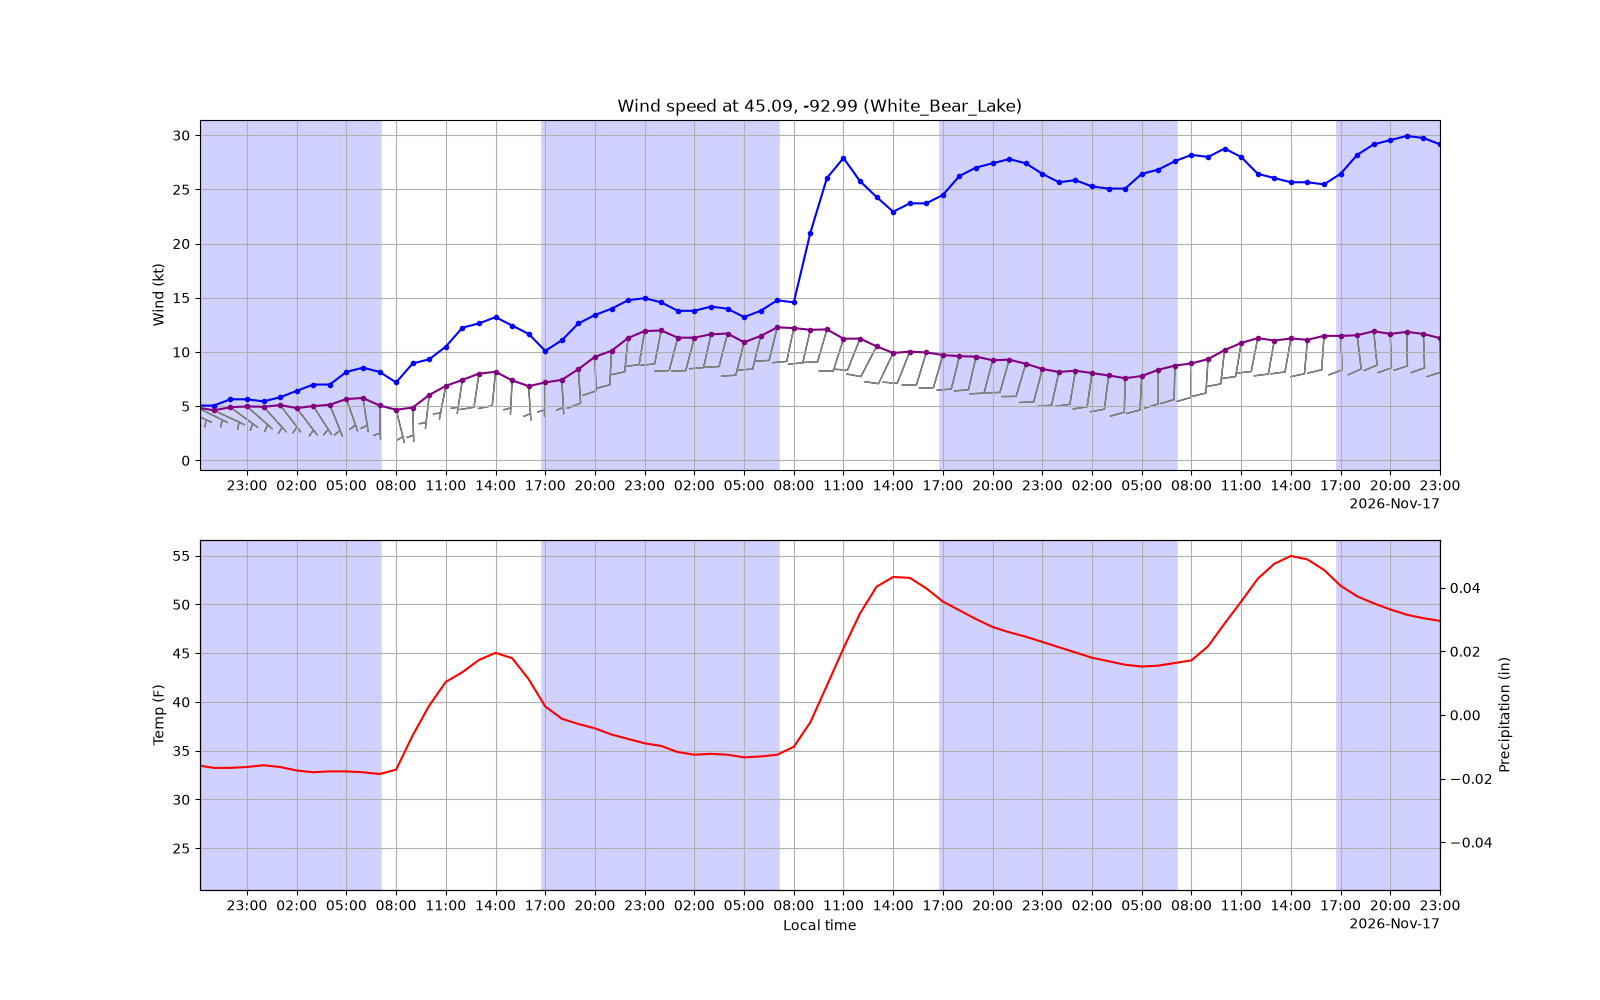 Wind speed at 45.09, -92.99 (White_Bear_Lake)
30
25
20
15
10
5
0
Wind (kt)
23:00 02:00 05:00 08:00 11:00 14:00 17:00 20:00 23:00 02:00 05:00 08:00 11:00 14:00 17:00 20:00 23:00 02:00 05:00 08:00 11:00 14:00 17:00 20:00 23:00
2026-Nov-17
55
50
45
40
35
30
25
Temp (F)
0.04
0.02
0.00
−0.02
−0.04
Precipitation (in)
23:00 02:00 05:00 08:00 11:00 14:00 17:00 20:00 23:00 02:00 05:00 08:00 11:00 14:00 17:00 20:00 23:00 02:00 05:00 08:00 11:00 14:00 17:00 20:00 23:00
Local time
2026-Nov-17